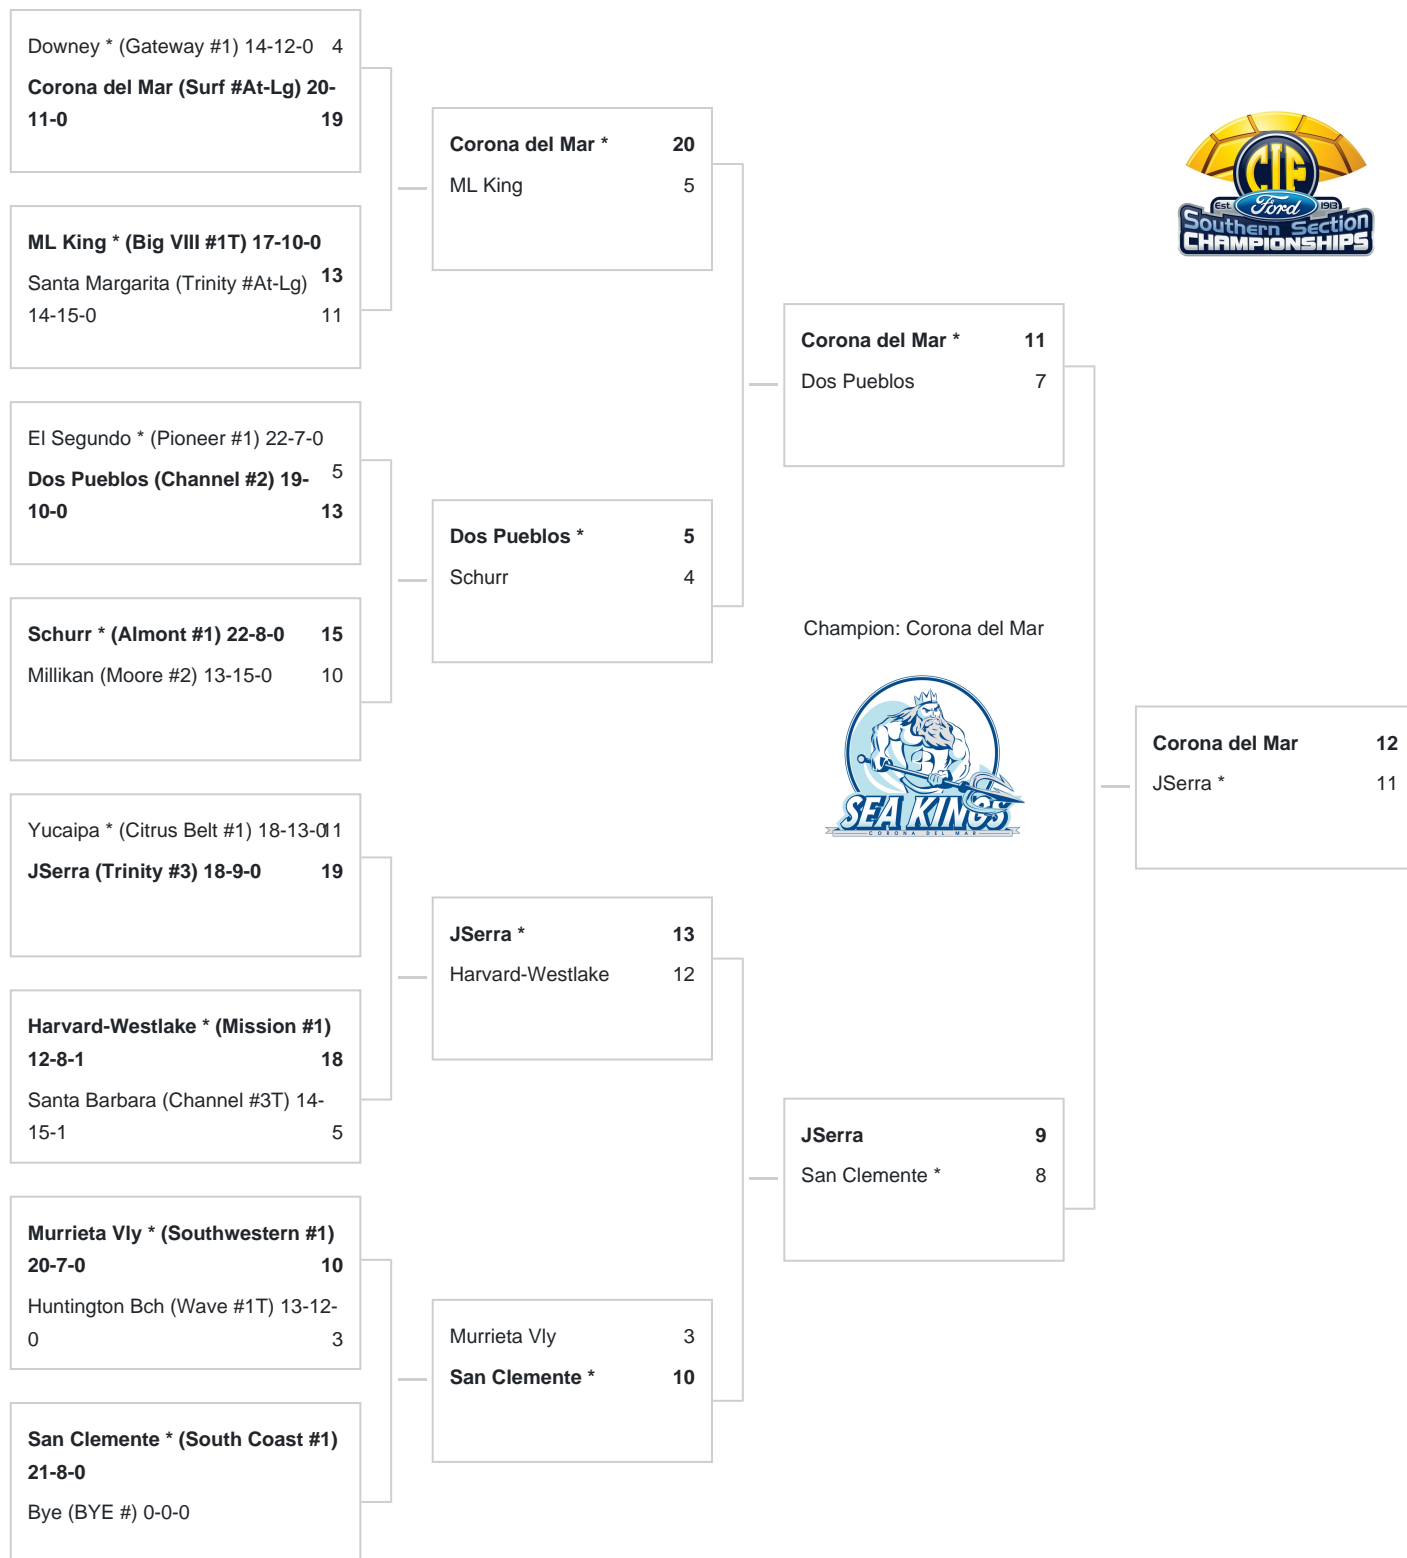 Downey * (Gateway #1) 14-12-0 4
Corona del Mar (Surf #At-Lg) 20-
11-0 19
ML King * (Big VIII #1T) 17-10-0
13
Santa Margarita (Trinity #At-Lg)
14-15-0 11
El Segundo * (Pioneer #1) 22-7-0
5
Dos Pueblos (Channel #2) 19-
10-0 13
Schurr * (Almont #1) 22-8-0 15
Millikan (Moore #2) 13-15-0 10
Yucaipa * (Citrus Belt #1) 18-13-0 11
JSerra (Trinity #3) 18-9-0 19
Harvard-Westlake * (Mission #1)
12-8-1 18
Santa Barbara (Channel #3T) 14-
15-1 5
Murrieta Vly * (Southwestern #1)
20-7-0 10
Huntington Bch (Wave #1T) 13-12-
0 3
San Clemente * (South Coast #1)
21-8-0
Bye (BYE #) 0-0-0
Corona del Mar * 20
ML King 5
Dos Pueblos * 5
Schurr 4
JSerra * 13
Harvard-Westlake 12
Murrieta Vly 3
San Clemente * 10
Corona del Mar * 11
Dos Pueblos 7
Champion: Corona del Mar
SEA KINGS
CORONA DEL MAR
JSerra 9
San Clemente * 8
CIF
Est. Ford 1913
Southern Section
CHAMPIONSHIPS
Corona del Mar 12
JSerra * 11